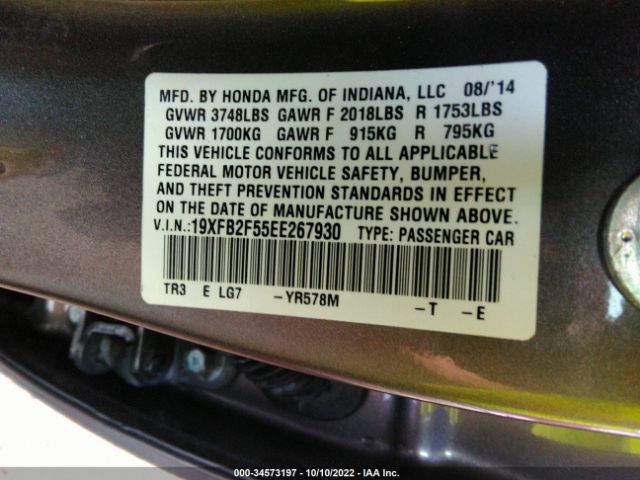 MFD. BY HONDA MFG. OF INDIANA, LLC 08/'14
GVWR 3748LBS GAWR F 2018LBS R 1753LBS
GVWR 1700KG GAWR F 915KG R 795KG
THIS VEHICLE CONFORMS TO ALL APPLICABLE
FEDERAL MOTOR VEHICLE SAFETY, BUMPER,
AND THEFT PREVENTION STANDARDS IN EFFECT
ON THE DATE OF MANUFACTURE SHOWN ABOVE.
V.I.N.:19XFB2F55EE267930 TYPE: PASSENGER CAR
TR3 E LG7 -YR578M -T -E
000-34573197 - 10/10/2022 - IAA Inc.